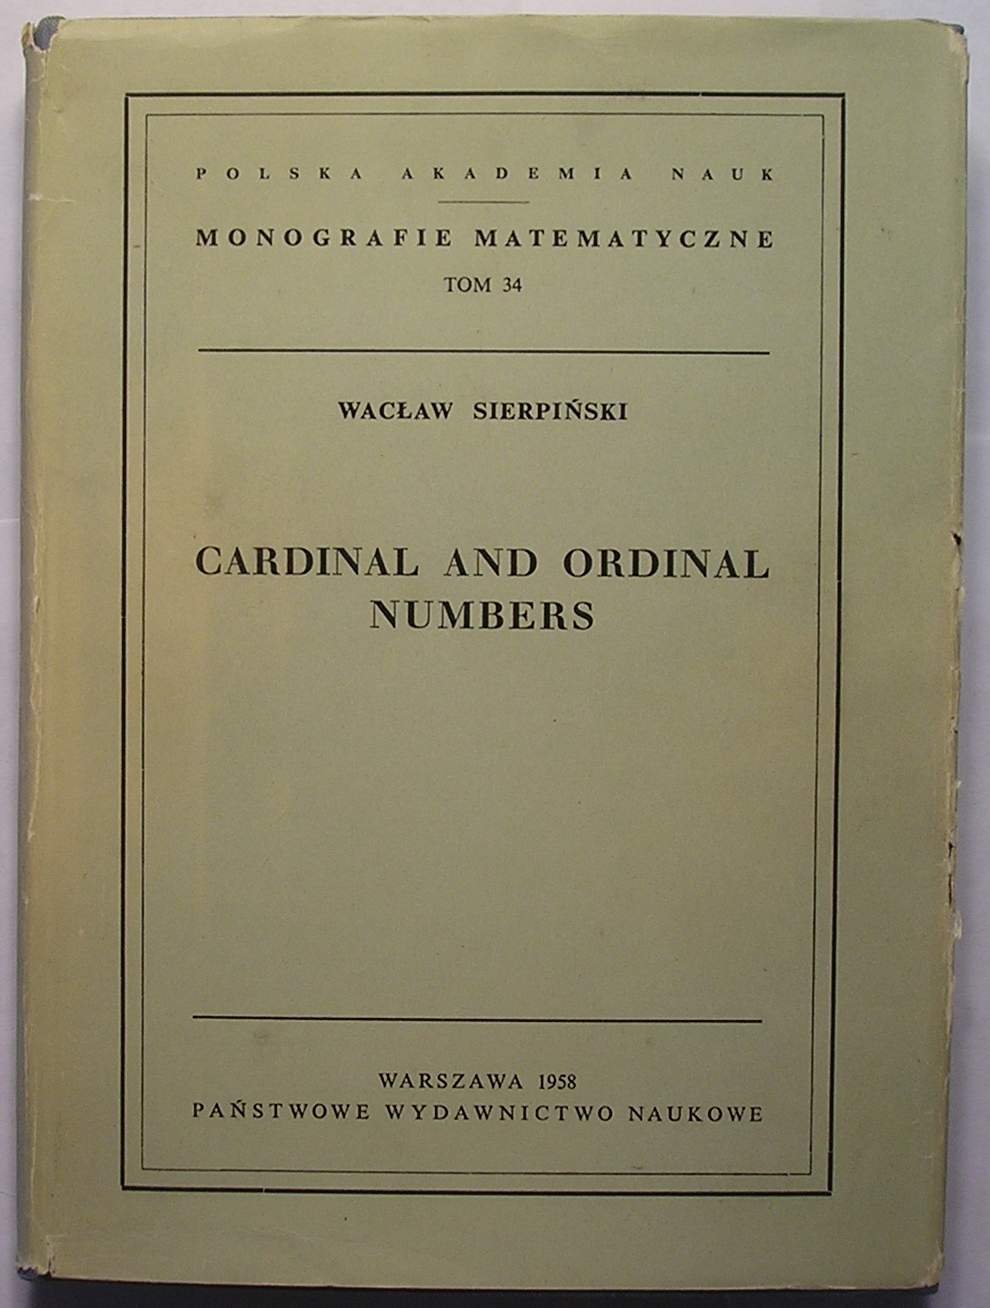 POLSKA AKADEMIA NAUK
MONOGRAFIE MATEMATYCZNE
TOM 34
WACŁAW SIERPIŃSKI
CARDINAL AND ORDINAL
NUMBERS
WARSZAWA 1958
PAŃSTWOWE WYDAWNICTWO NAUKOWE